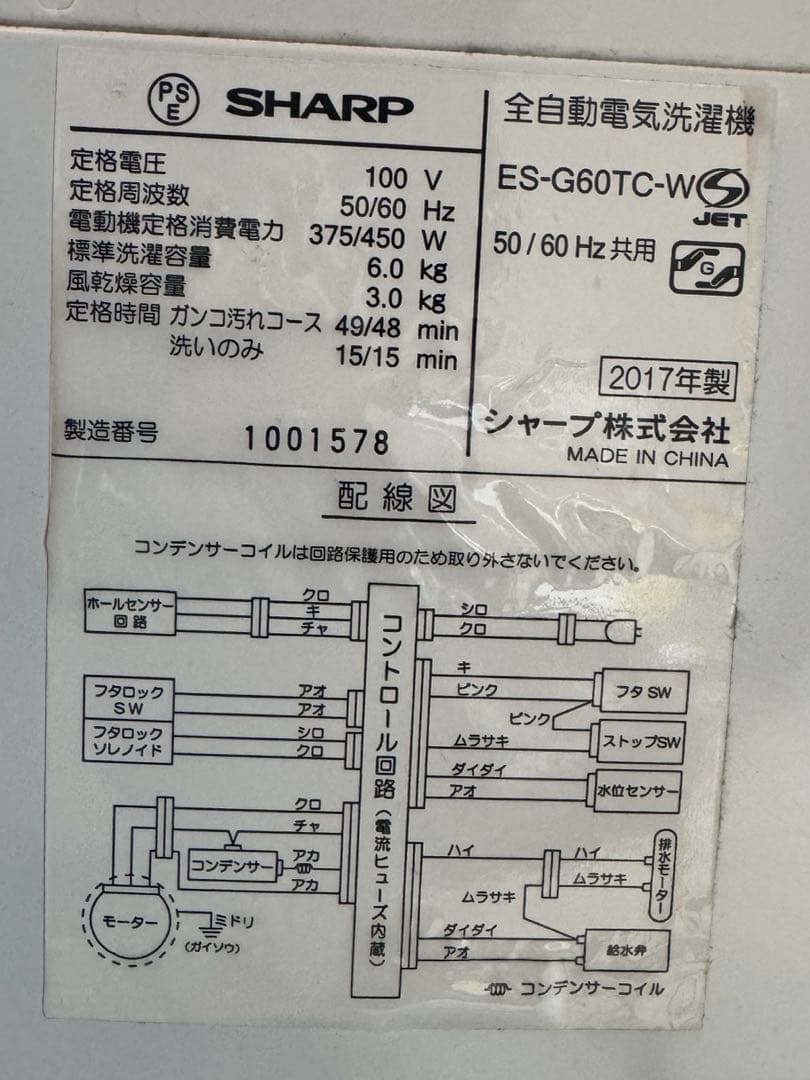 PS
E
SHARP
定格電圧 100 V
定格周波数 50/60 Hz
電動機定格消費電力 375/450 W
標準洗濯容量 6.0 kg
風乾燥容量 3.0 kg
定格時間 ガンコ汚れコース 49/48 min
洗いのみ 15/15 min
製造番号 1001578
全自動電気洗濯機
ES-G60TC-W
S
JET
50/60Hz共用
G
2017年製
シャープ株式会社
MADE IN CHINA
配線図
コンデンサーコイルは回路保護用のため取り外さないでください。
ホールセンサー
回路
クロ
キ
チャ
フタロック
SW
アオ
アオ
フタロック
ソレノイド
シロ
クロ
クロ
チャ
コンデンサー
アカ
アカ
モーター
ミドリ
(ガイソウ)
コントロール回路(電流ヒューズ内蔵)
シロ
クロ
キ
ピンク
フタSW
ピンク
ムラサキ
ストップSW
ダイダイ
アオ
水位センサー
ハイ
ハイ
ムラサキ
排水モーター
ムラサキ
ダイダイ
アオ
給水弁
コンデンサーコイル